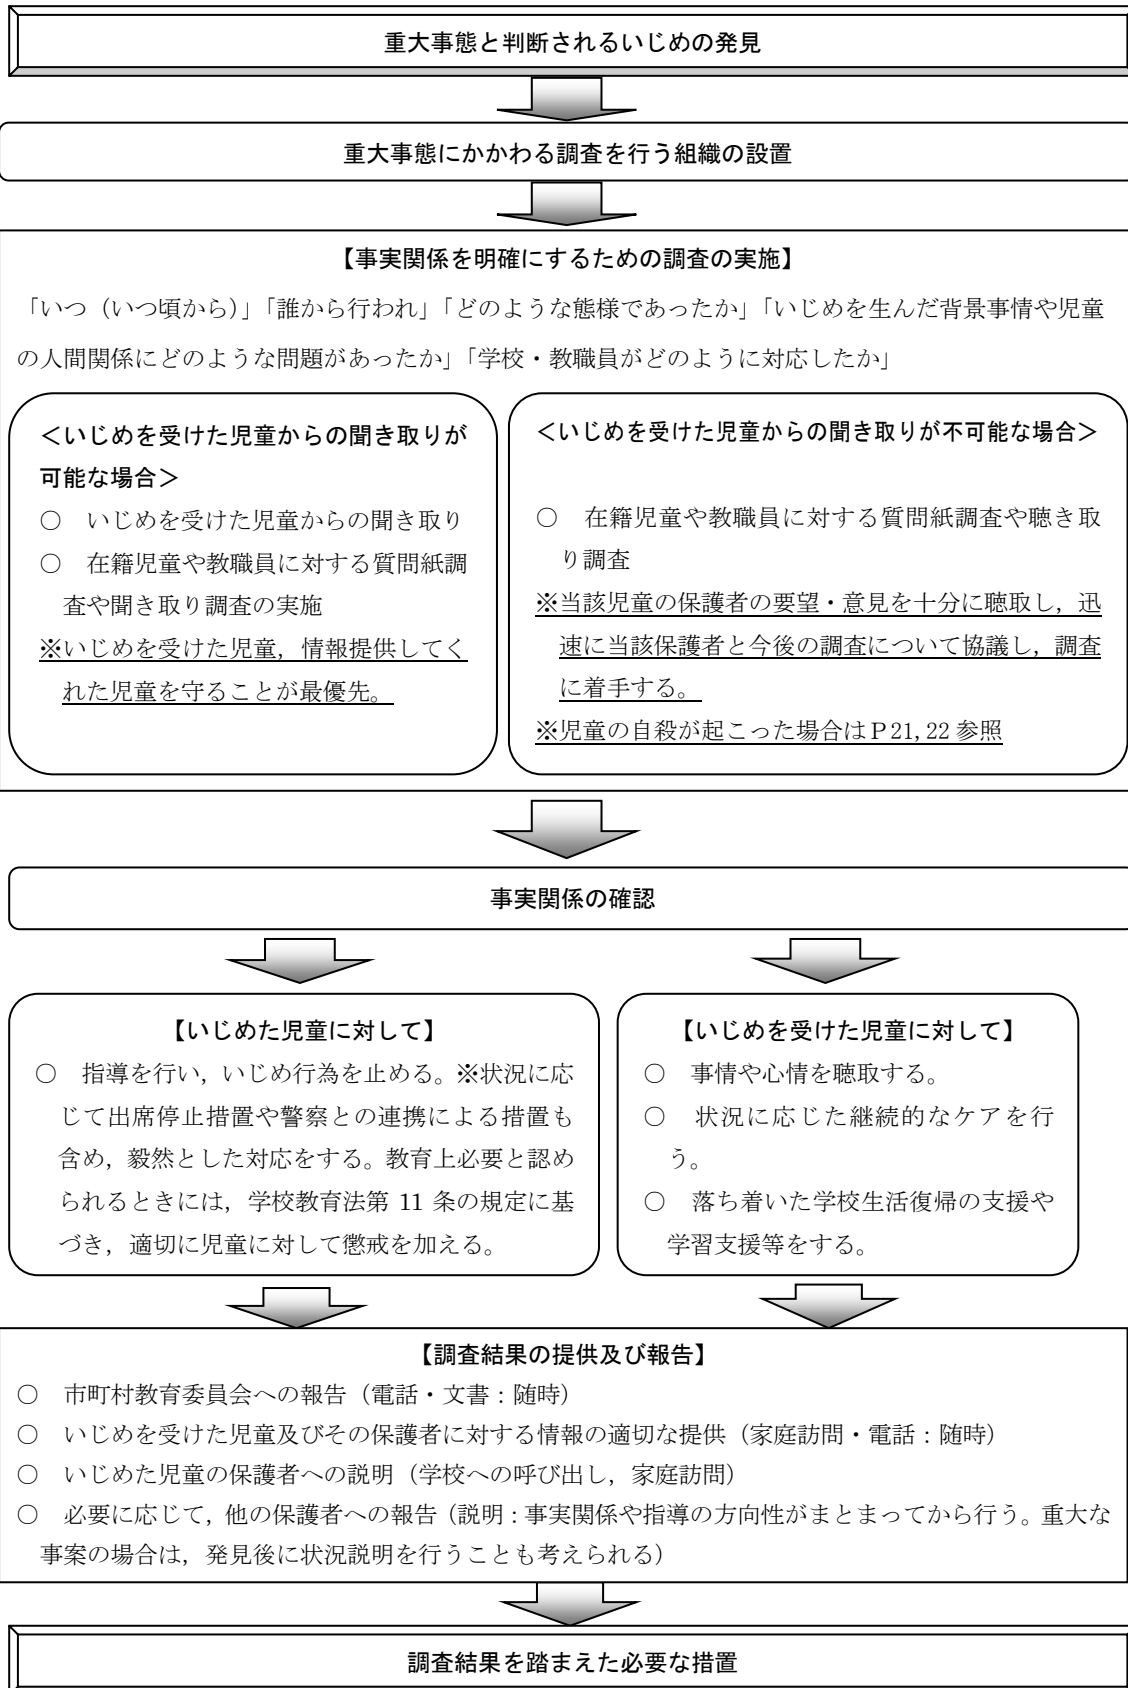 重大事態と判断されるいじめの発見
重大事態にかかわる調査を行う組織の設置
【事実関係を明確にするための調査の実施】
「いつ（いつ頃から）」「誰から行われ」「どのような態様であったか」「いじめを生んだ背景事情や児童
の人間関係にどのような問題があったか」「学校・教職員がどのように対応したか」
＜いじめを受けた児童からの聞き取りが
可能な場合＞
○　いじめを受けた児童からの聞き取り
○　在籍児童や教職員に対する質問紙調
査や聞き取り調査の実施
※いじめを受けた児童，情報提供してく
れた児童を守ることが最優先。
＜いじめを受けた児童からの聞き取りが不可能な場合＞
○　在籍児童や教職員に対する質問紙調査や聴き取
り調査
※当該児童の保護者の要望・意見を十分に聴取し，迅
速に当該保護者と今後の調査について協議し，調査
に着手する。
※児童の自殺が起こった場合はＰ21, 22 参照
事実関係の確認
【いじめた児童に対して】
○　指導を行い，いじめ行為を止める。※状況に応
じて出席停止措置や警察との連携による措置も
含め，毅然とした対応をする。教育上必要と認め
られるときには，学校教育法第 11 条の規定に基
づき，適切に児童に対して懲戒を加える。
【いじめを受けた児童に対して】
○　事情や心情を聴取する。
○　状況に応じた継続的なケアを行
う。
○　落ち着いた学校生活復帰の支援や
学習支援等をする。
【調査結果の提供及び報告】
○　市町村教育委員会への報告（電話・文書：随時）
○　いじめを受けた児童及びその保護者に対する情報の適切な提供（家庭訪問・電話：随時）
○　いじめた児童の保護者への説明（学校への呼び出し，家庭訪問）
○　必要に応じて，他の保護者への報告（説明：事実関係や指導の方向性がまとまってから行う。重大な
事案の場合は，発見後に状況説明を行うことも考えられる）
調査結果を踏まえた必要な措置